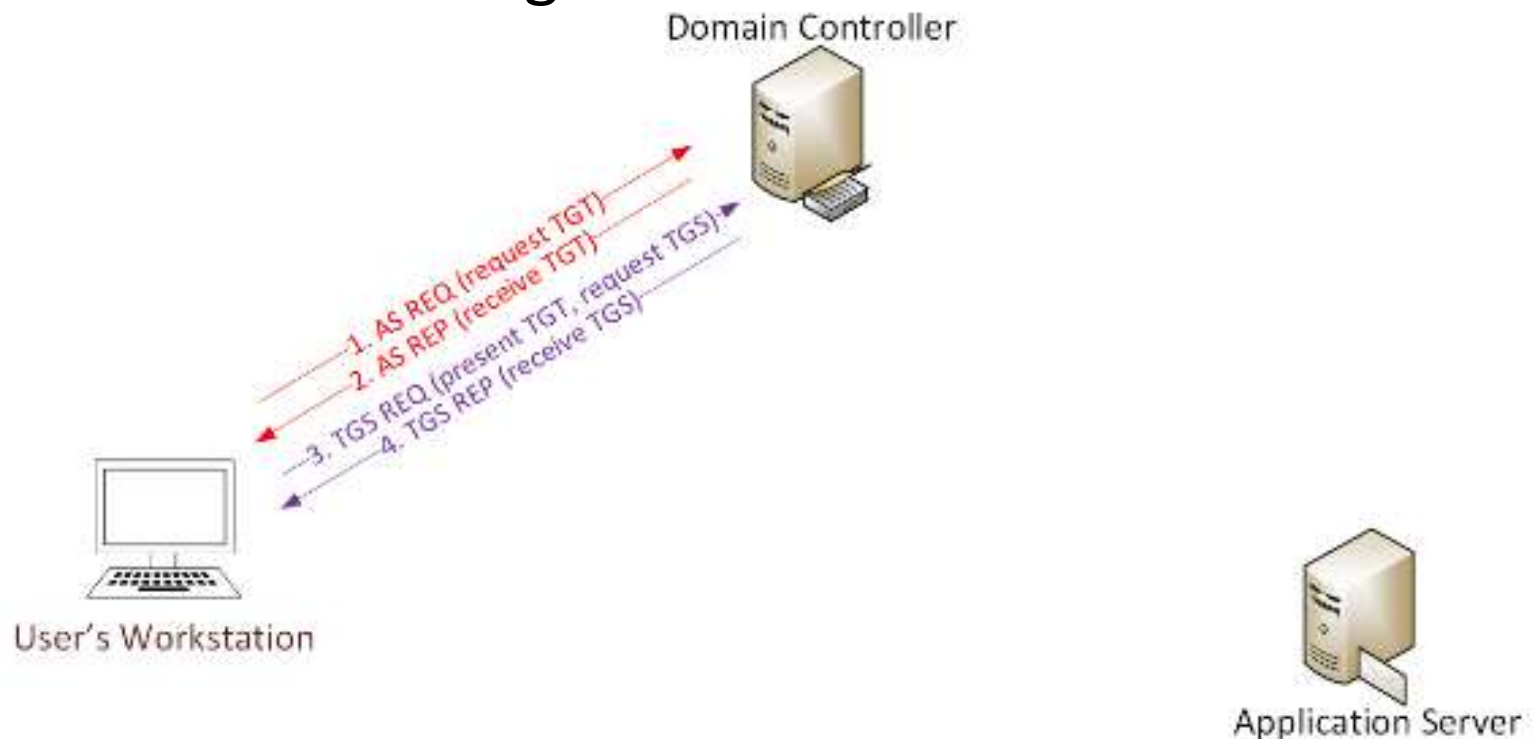 Domain Controller
1. AS REQ (request TGT)
2. AS REP (receive TGT)
3. TGS REQ (present TGT, request TGS)
4. TGS REP (receive TGS)
User's Workstation
Application Server